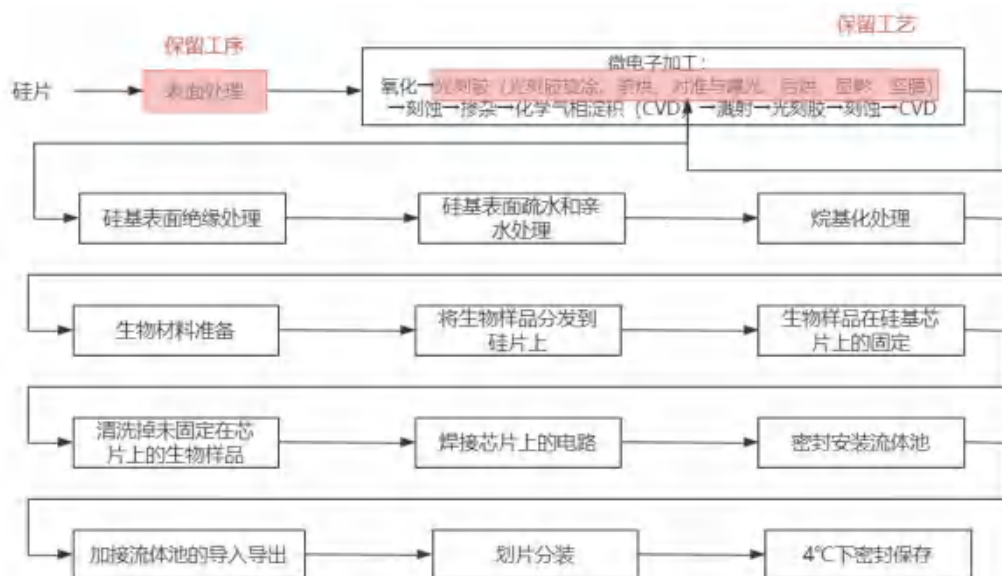 保留工序
保留工艺
硅片
表面处理
微电子加工:
氧化→光刻胶(光刻胶旋涂、前烘、对准与曝光、后烘、显影、坚膜)
→刻蚀→掺杂→化学气相淀积(CVD)→溅射→光刻胶→刻蚀→CVD
硅基表面绝缘处理
硅基表面疏水和亲
水处理
烷基化处理
生物材料准备
将生物样品分发到
硅片上
生物样品在硅基芯
片上的固定
清洗掉未固定在芯
片上的生物样品
焊接芯片上的电路
密封安装流体池
加接流体池的导入导出
划片分装
4℃下密封保存